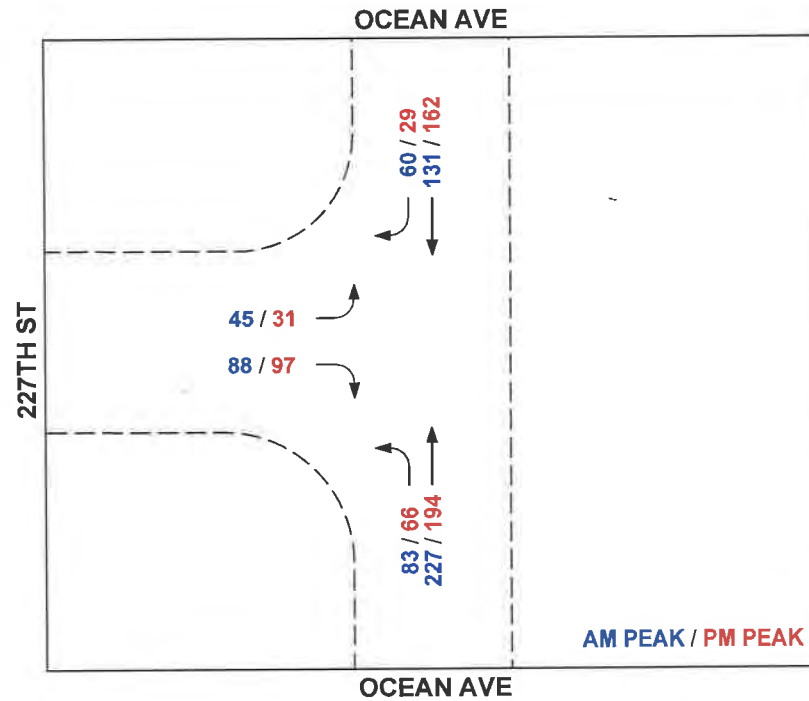 OCEAN AVE
60 / 29
131 / 162
227TH ST
45 / 31
88 / 97
83 / 66
227 / 194
AM PEAK / PM PEAK
OCEAN AVE